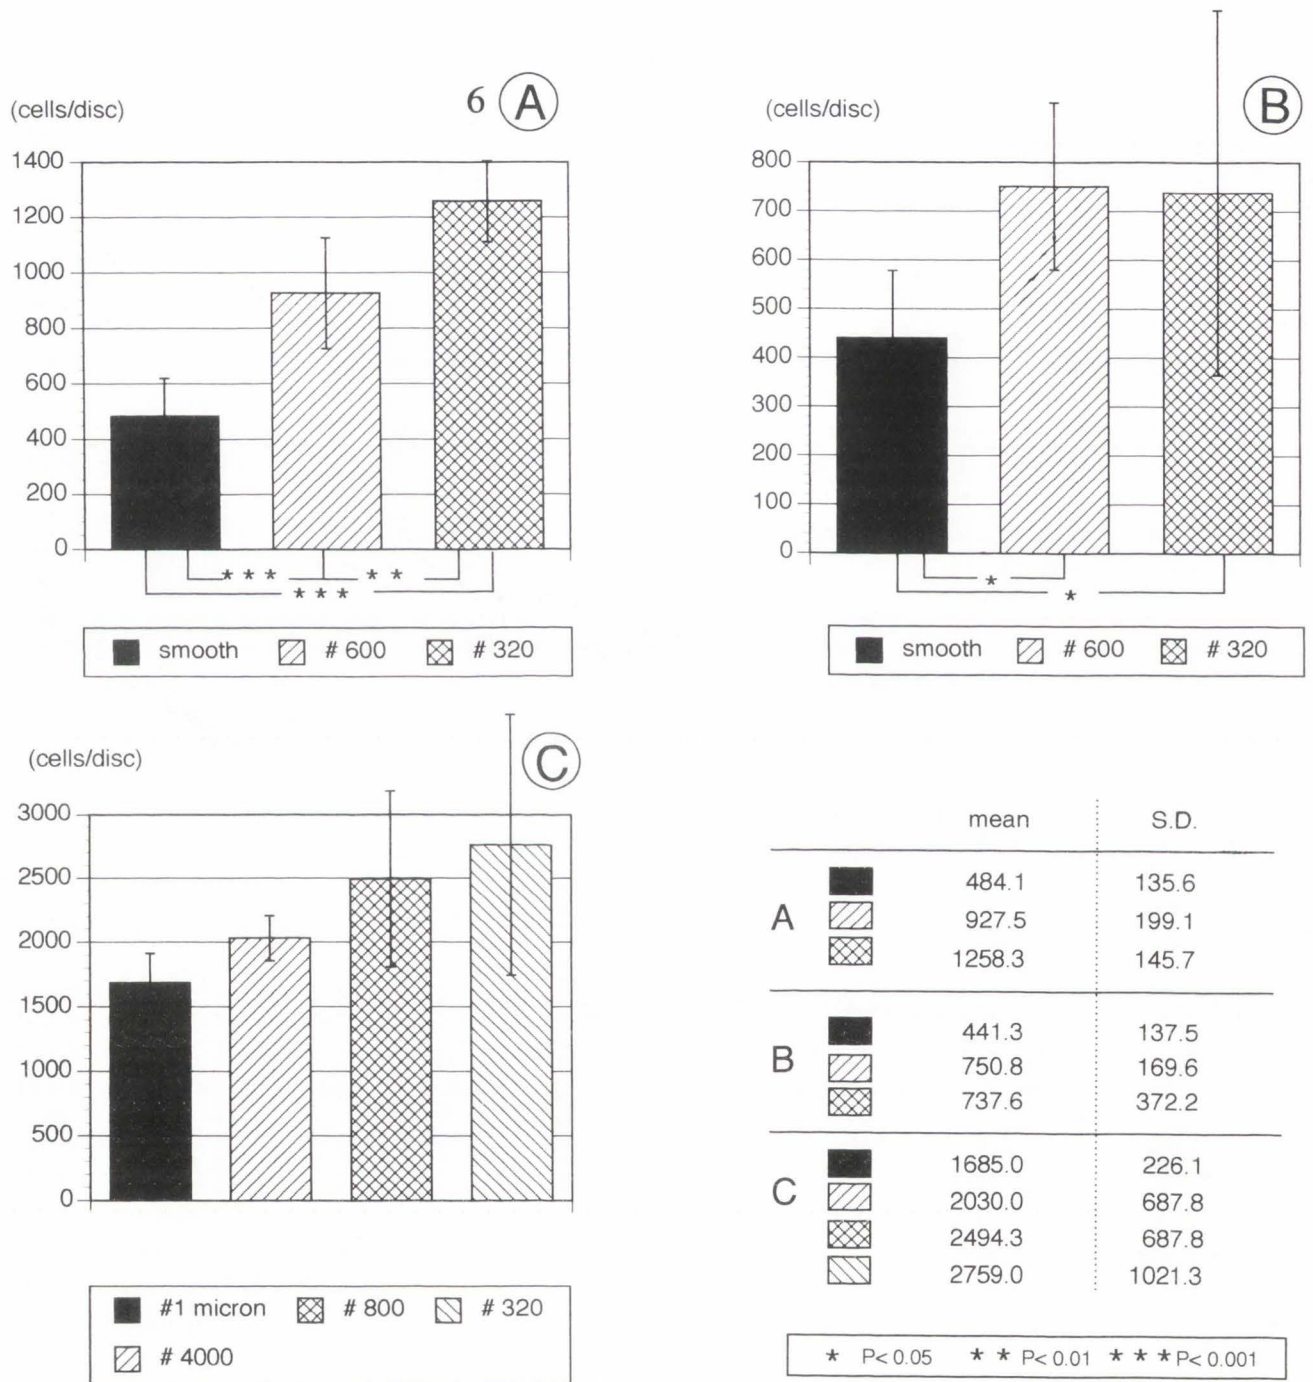 6 A
(cells/disc)
1400
1200
1000
800
600
400
200
0
* * * * *
* * *
smooth # 600 # 320
B
(cells/disc)
800
700
600
500
400
300
200
100
0
*
*
smooth # 600 # 320
C
(cells/disc)
3000
2500
2000
1500
1000
500
0
#1 micron # 800 # 320
# 4000
mean S.D.
A
484.1 135.6
927.5 199.1
1258.3 145.7
B
441.3 137.5
750.8 169.6
737.6 372.2
C
1685.0 226.1
2030.0 687.8
2494.3 687.8
2759.0 1021.3
* P< 0.05 * * P< 0.01 * * * P< 0.001